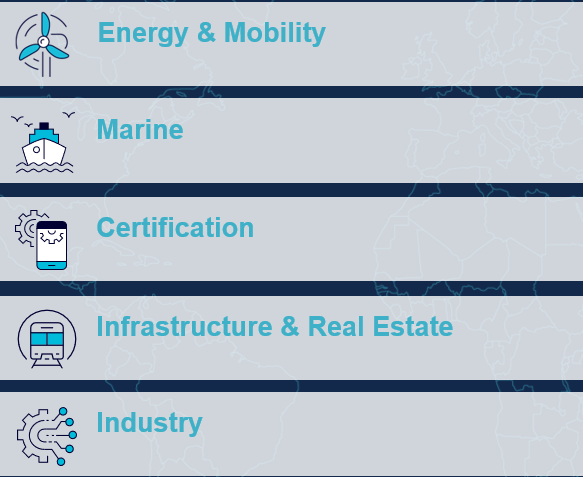 Energy & Mobility
Marine
Certification
Infrastructure & Real Estate
Industry